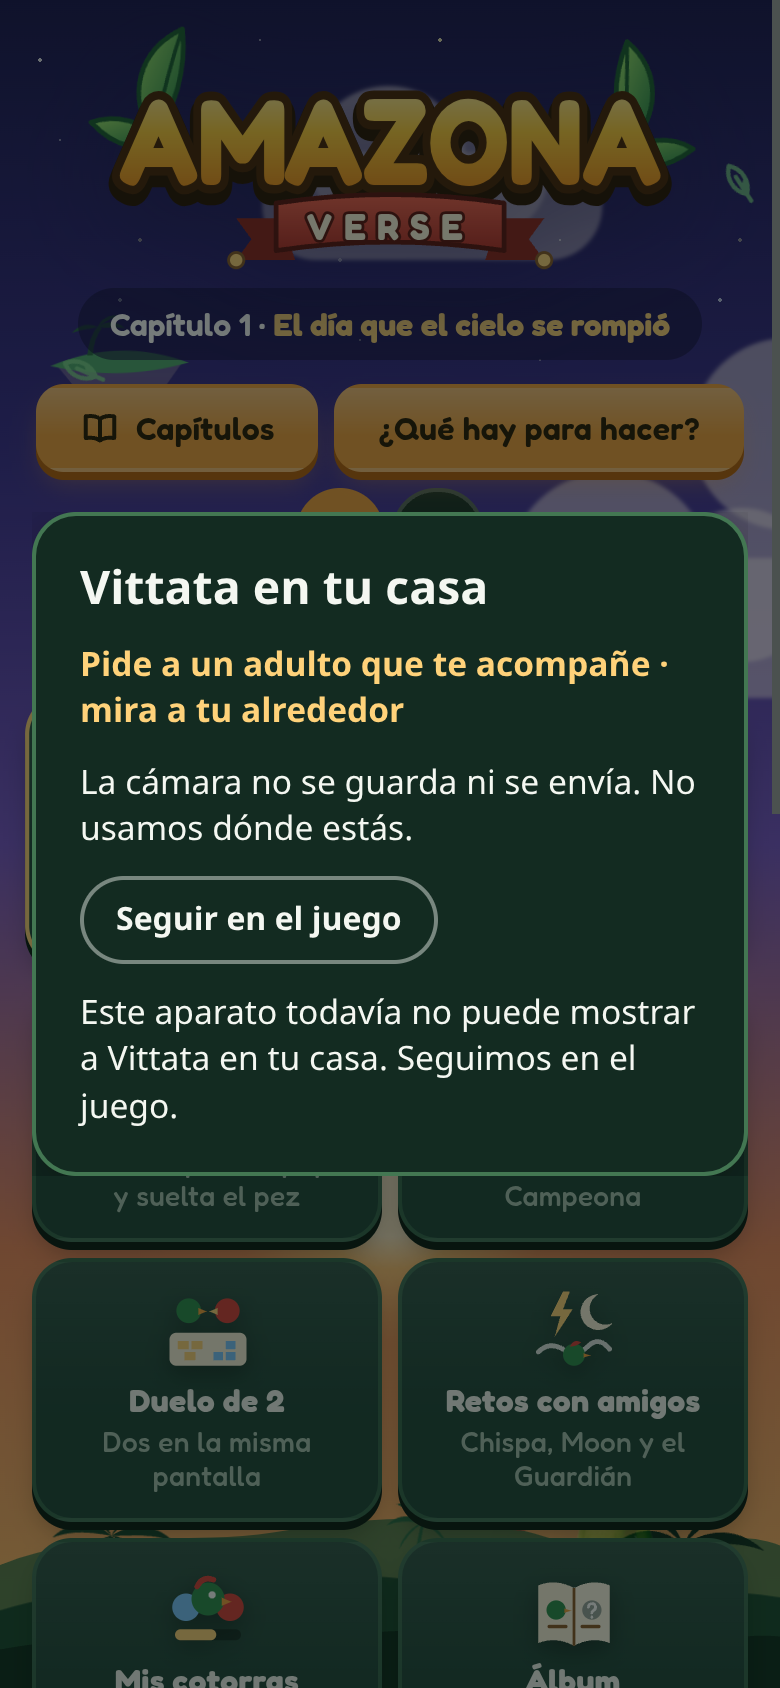 AMAZONA
VERSE
Capítulo 1 · El día que el cielo se rompió
Capítulos
¿Qué hay para hacer?
Vittata en tu casa
Pide a un adulto que te acompañe ·
mira a tu alrededor
La cámara no se guarda ni se envía. No
usamos dónde estás.
Seguir en el juego
Este aparato todavía no puede mostrar
a Vittata en tu casa. Seguimos en el
juego.
y suelta el pez
Campeona
Duelo de 2
Dos en la misma
pantalla
Retos con amigos
Chispa, Moon y el
Guardián
Mis cotorras
Álbum